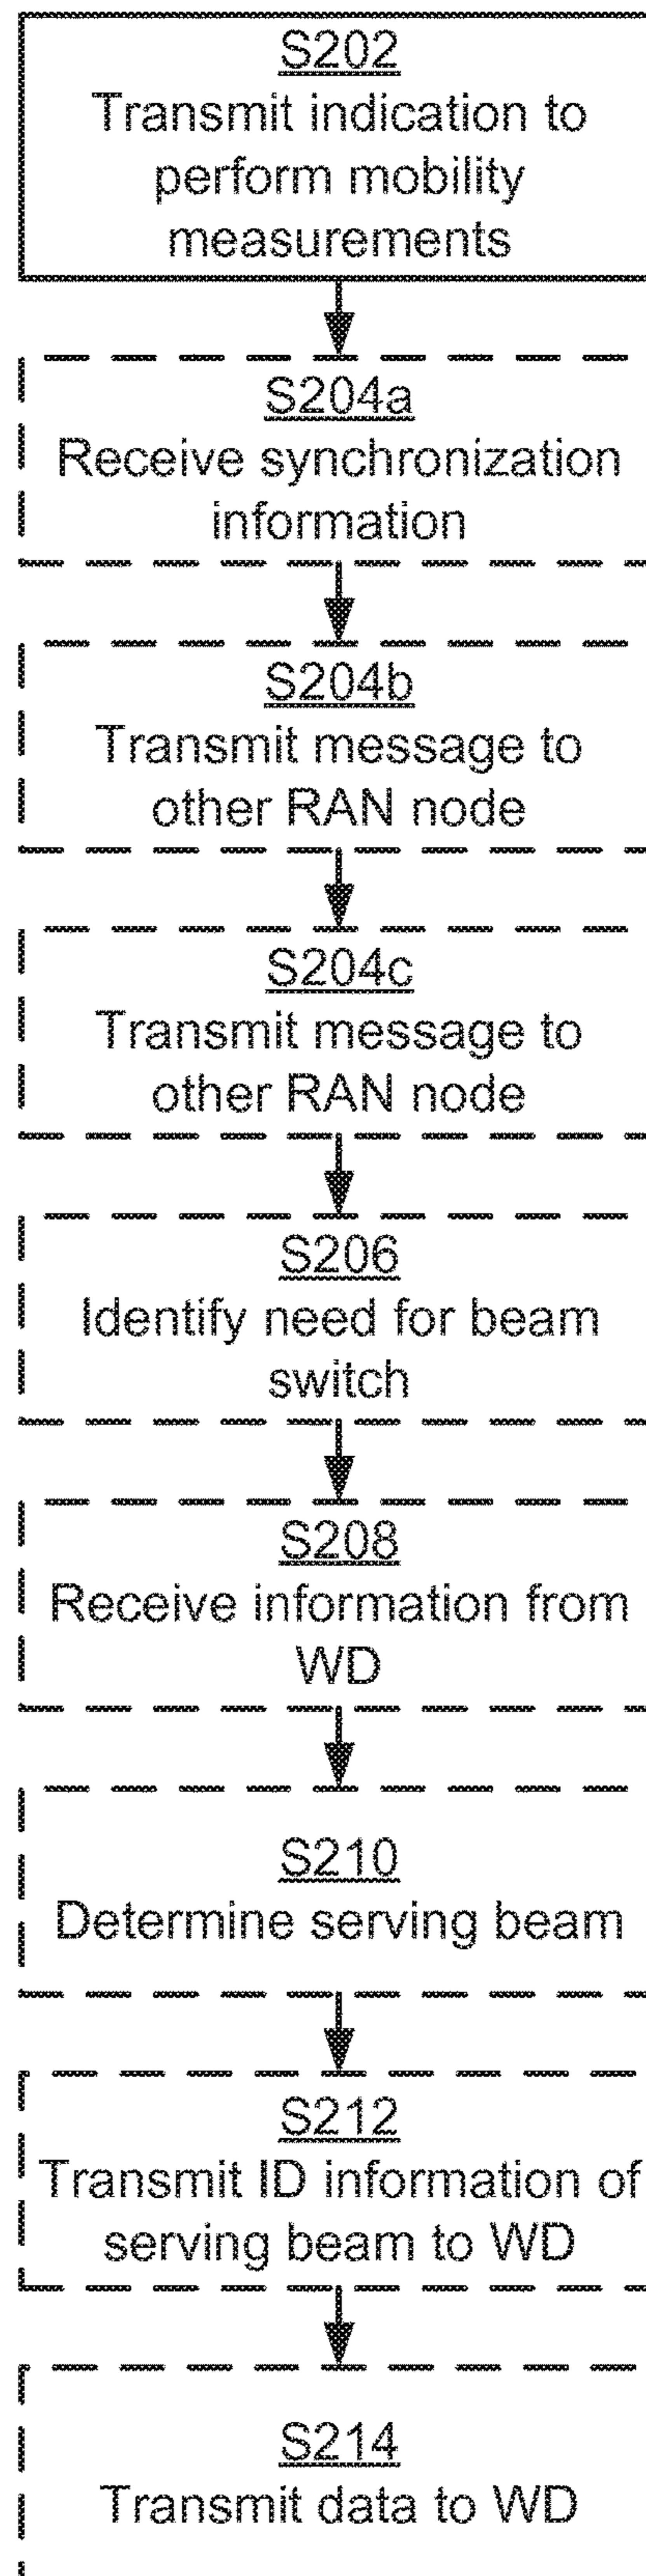 S202
Transmit indication to
perform mobility
measurements
S204a
Receive synchronization
information
S204b
Transmit message to
other RAN node
S204c
Transmit message to
other RAN node
S206
Identify need for beam
switch
S208
Receive information from
WD
S210
Determine serving beam
S212
Transmit ID information of
serving beam to WD
S214
Transmit data to WD